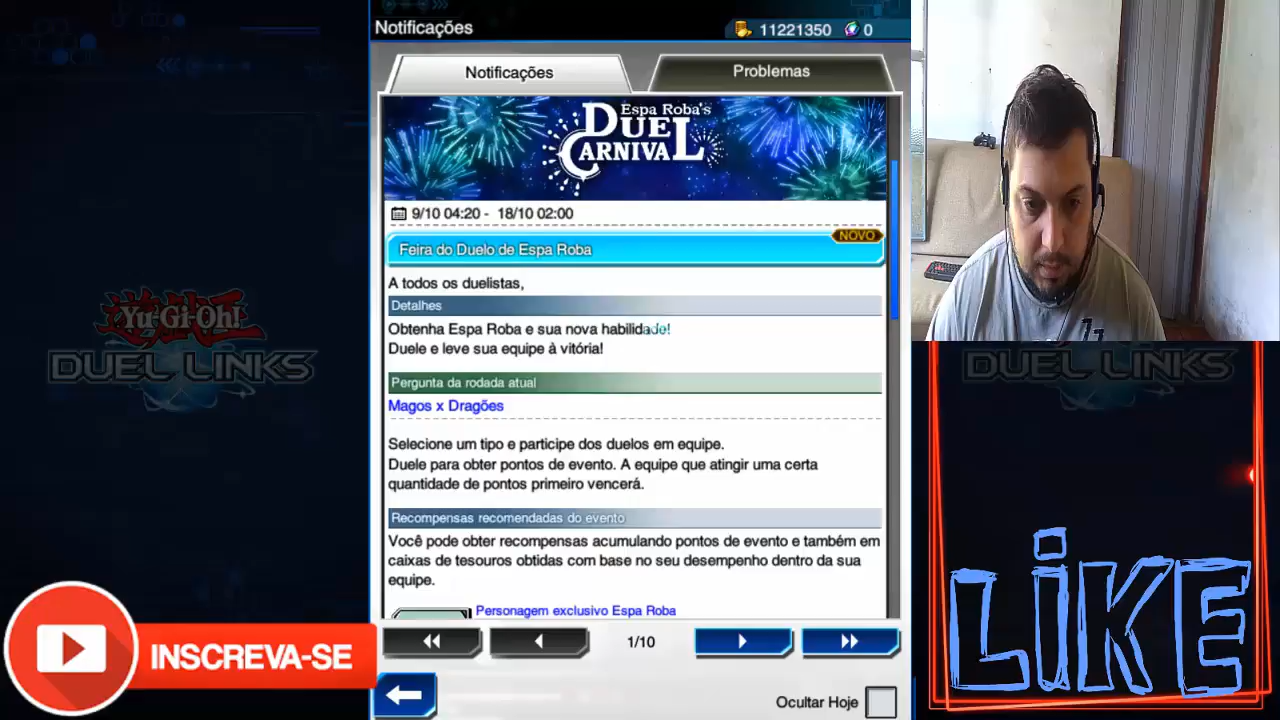 Notificações
11221350
0
Notificações
Problemas
Espa Roba's
DUEL
CARNIVAL
9/10 04:20 - 18/10 02:00
NOVO
Feira do Duelo de Espa Roba
A todos os duelistas,
Detalhes
Obtenha Espa Roba e sua nova habilidade!
Duele e leve sua equipe à vitória!
Pergunta da rodada atual
Magos x Dragões
Selecione um tipo e participe dos duelos em equipe.
Duele para obter pontos de evento. A equipe que atingir uma certa
quantidade de pontos primeiro vencerá.
Recompensas recomendadas do evento
Você pode obter recompensas acumulando pontos de evento e também em
caixas de tesouros obtidas com base no seu desempenho dentro da sua
equipe.
Personagem exclusivo Espa Roba
1/10
Ocultar Hoje
Yu-Gi-Oh!
DUEL LINKS
INSCREVA-SE
DUEL LINKS
LiKE